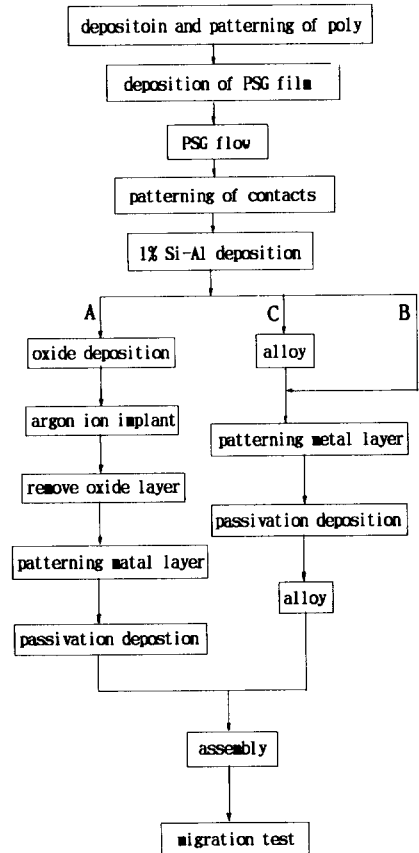 depositoin and patterning of poly
deposition of PSG film
PSG flow
patterning of contacts
1% Si-Al deposition
A
C
B
oxide deposition
alloy
argon ion implant
patterning metal layer
remove oxide layer
passivation deposition
patterning matal layer
alloy
passivation depostion
assembly
migration test